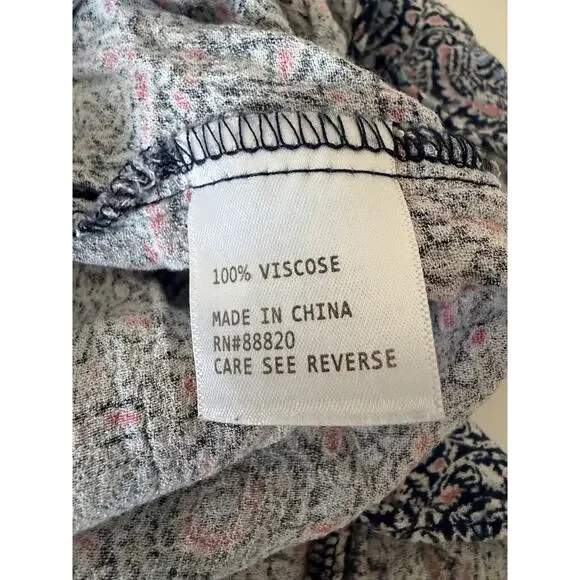 100% VISCOSE
MADE IN CHINA
RN#88820
CARE SEE REVERSE